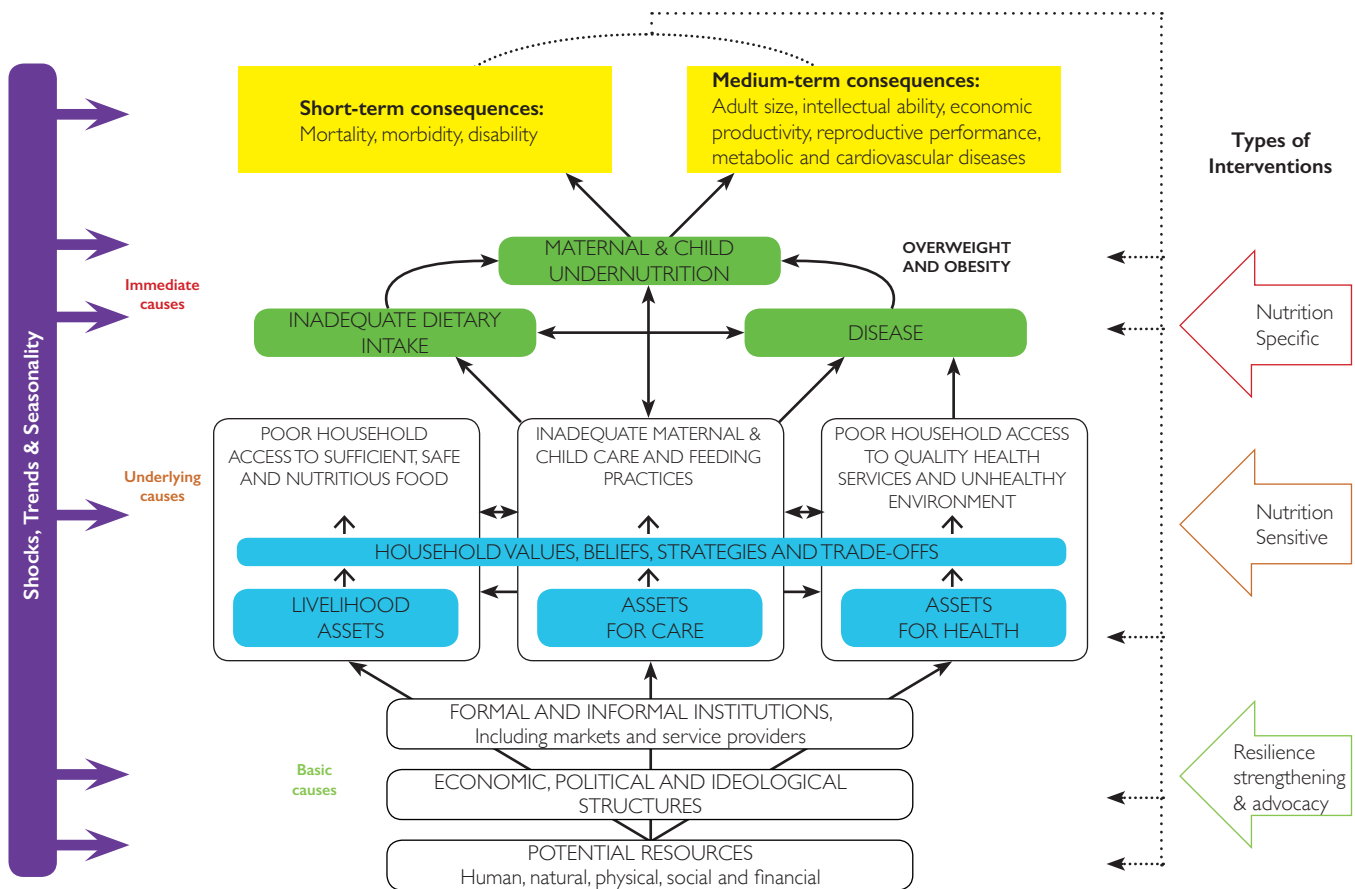 Short-term consequences:
Mortality, morbidity, disability
Medium-term consequences:
Adult size, intellectual ability, economic
productivity, reproductive performance,
metabolic and cardiovascular diseases
Types of
Interventions
Shocks, Trends & Seasonality
MATERNAL & CHILD
UNDERNUTRITION
OVERWEIGHT
AND OBESITY
Immediate
causes
INADEQUATE DIETARY
INTAKE
DISEASE
Nutrition
Specific
Underlying
causes
POOR HOUSEHOLD
ACCESS TO SUFFICIENT, SAFE
AND NUTRITIOUS FOOD
INADEQUATE MATERNAL &
CHILD CARE AND FEEDING
PRACTICES
POOR HOUSEHOLD ACCESS
TO QUALITY HEALTH
SERVICES AND UNHEALTHY
ENVIRONMENT
Nutrition
Sensitive
HOUSEHOLD VALUES, BELIEFS, STRATEGIES AND TRADE-OFFS
LIVELIHOOD
ASSETS
ASSETS
FOR CARE
ASSETS
FOR HEALTH
FORMAL AND INFORMAL INSTITUTIONS,
Including markets and service providers
Basic
causes
ECONOMIC, POLITICAL AND IDEOLOGICAL
STRUCTURES
Resilience
strengthening
& advocacy
POTENTIAL RESOURCES
Human, natural, physical, social and financial